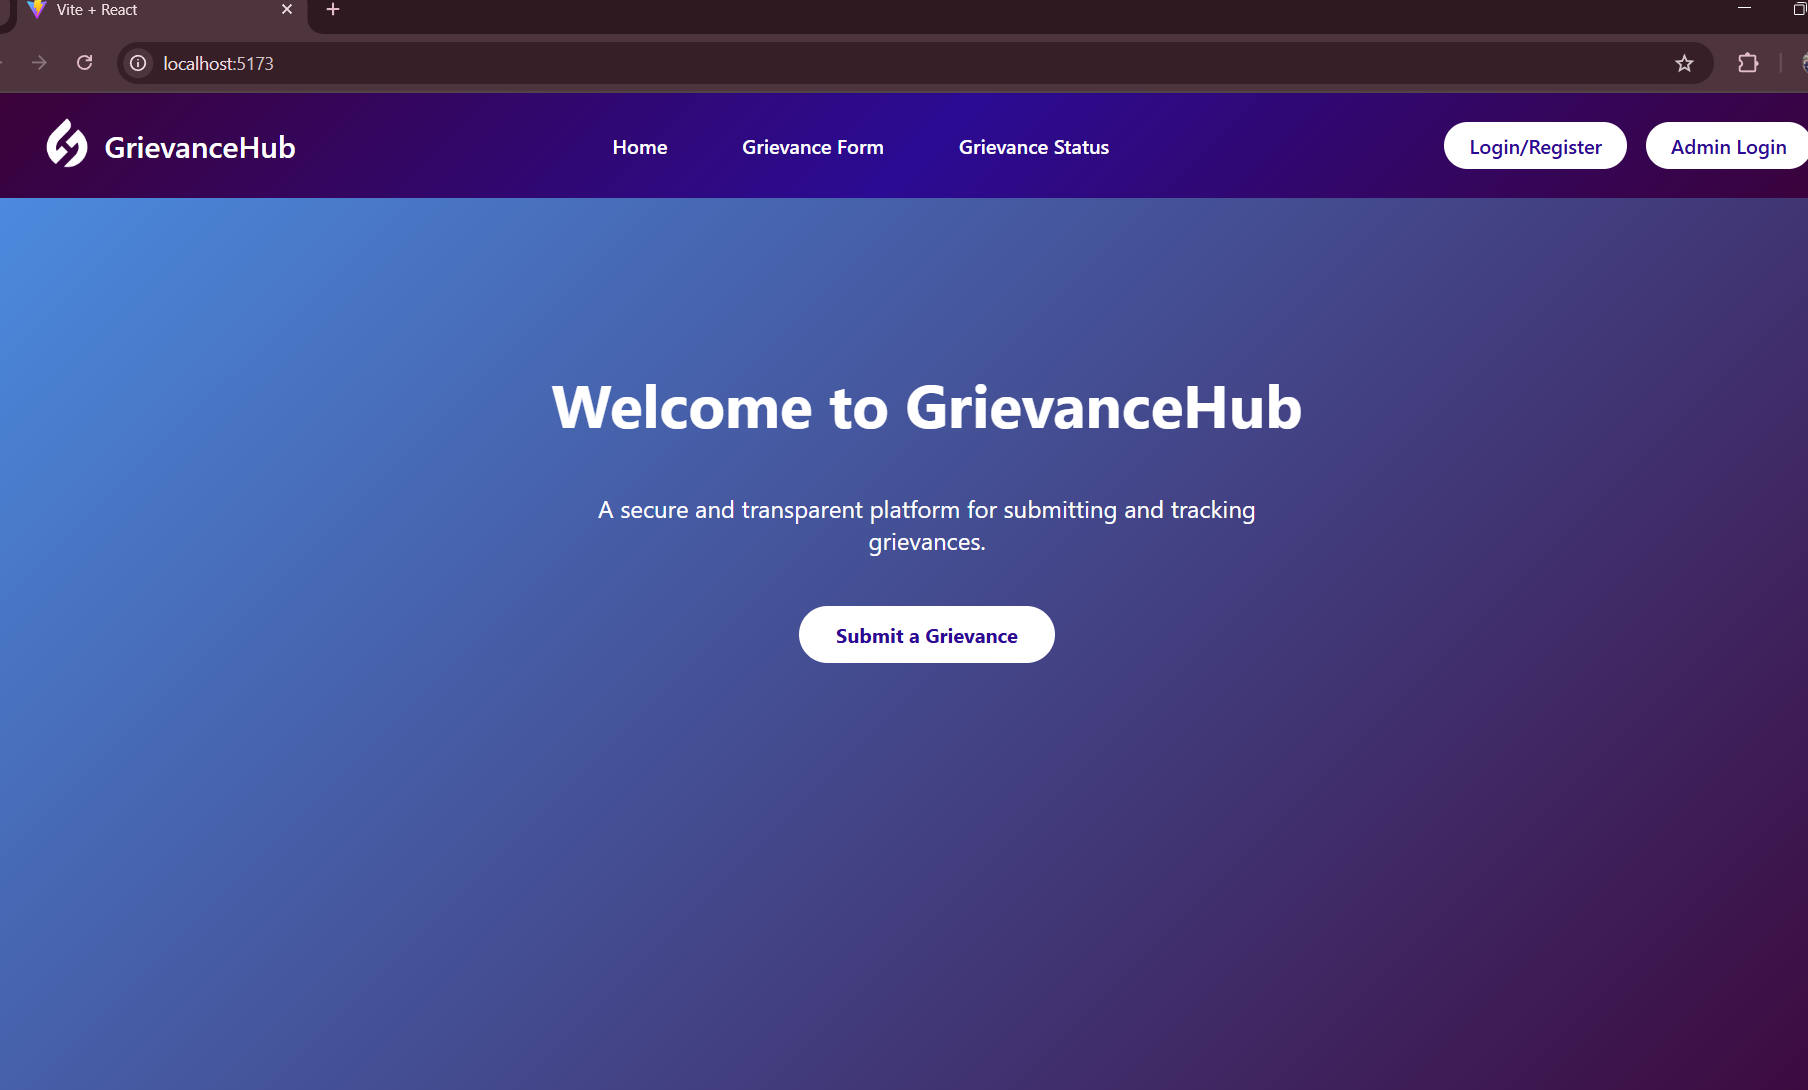 Vite + React
localhost:5173
GrievanceHub
Home
Grievance Form
Grievance Status
Login/Register
Admin Login
Welcome to GrievanceHub
A secure and transparent platform for submitting and tracking
grievances.
Submit a Grievance